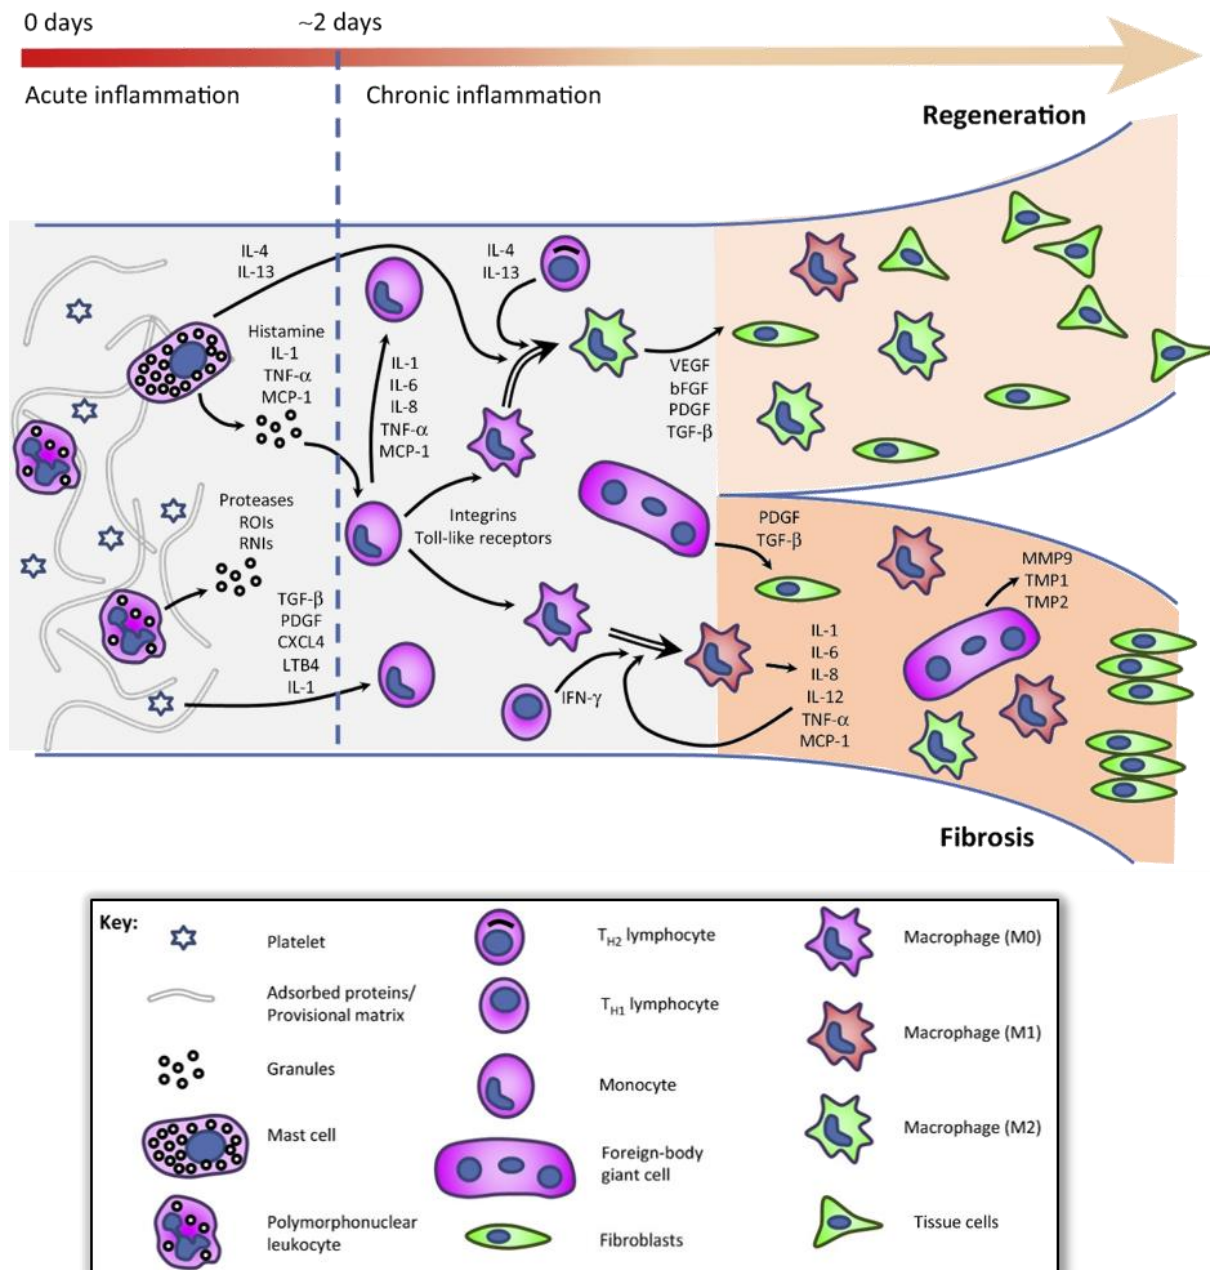 0 days
~2 days
Acute inflammation
Chronic inflammation
Regeneration
IL-4
IL-13
IL-4
IL-13
Histamine
IL-1
TNF-α
MCP-1
IL-1
IL-6
IL-8
TNF-α
MCP-1
VEGF
bFGF
PDGF
TGF-β
Proteases
ROIs
RNIs
Integrins
Toll-like receptors
PDGF
TGF-β
MMP9
TMP1
TMP2
TGF-β
PDGF
CXCL4
LTB4
IL-1
IFN-γ
IL-1
IL-6
IL-8
IL-12
TNF-α
MCP-1
Fibrosis
Key:
Platelet
Adsorbed proteins/
Provisional matrix
Granules
Mast cell
Polymorphonuclear
leukocyte
TH2 lymphocyte
TH1 lymphocyte
Monocyte
Foreign-body
giant cell
Fibroblasts
Macrophage (M0)
Macrophage (M1)
Macrophage (M2)
Tissue cells